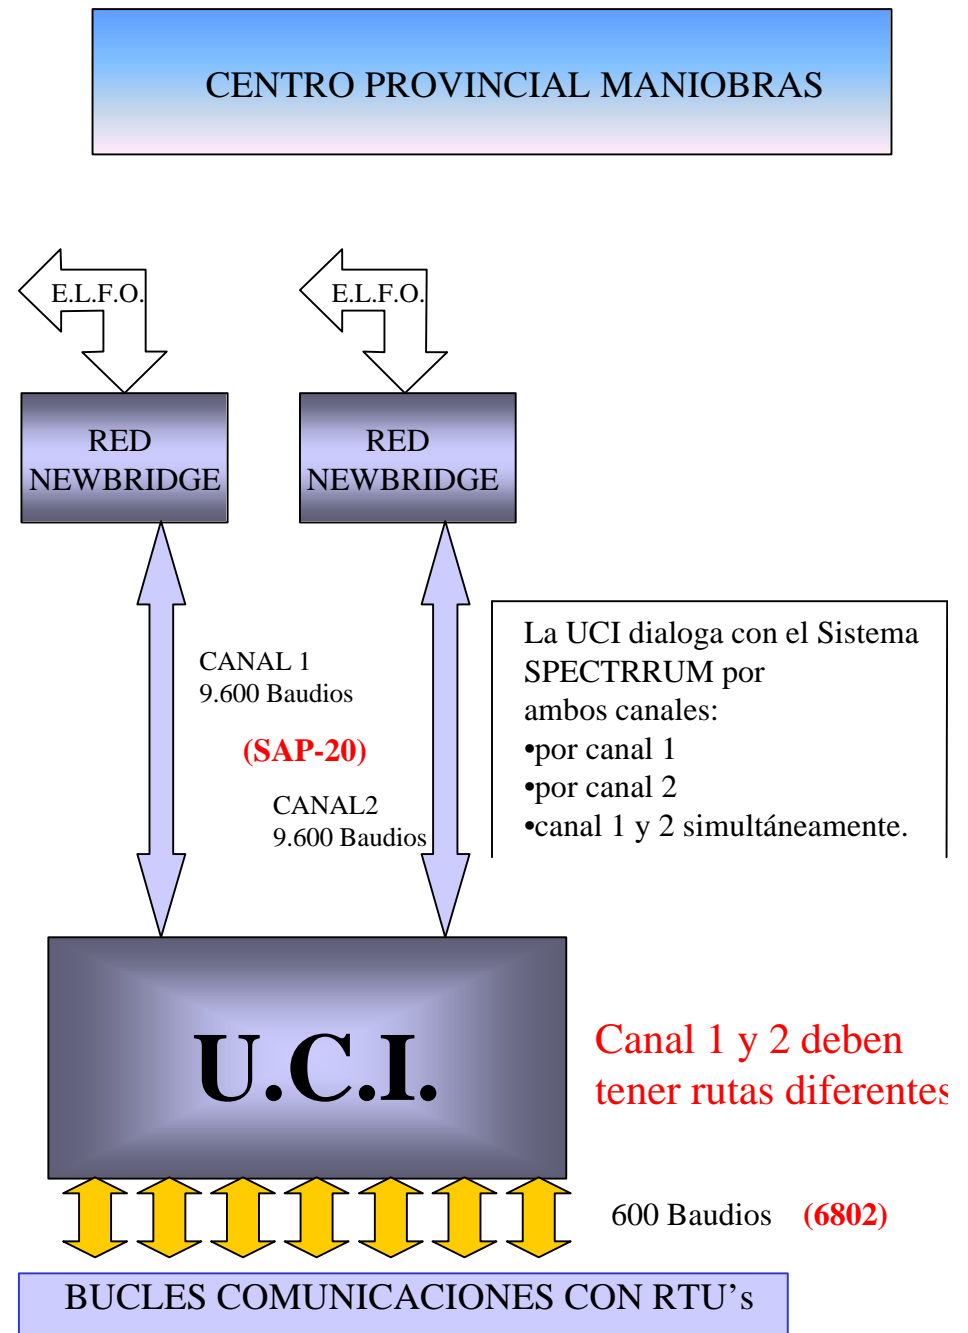 CENTRO PROVINCIAL MANIOBRAS
E.L.F.O.
E.L.F.O.
RED
NEWBRIDGE
RED
NEWBRIDGE
CANAL 1
9.600 Baudios
(SAP-20)
CANAL2
9.600 Baudios
La UCI dialoga con el Sistema
SPECTRRUM por
ambos canales:
•por canal 1
•por canal 2
•canal 1 y 2 simultáneamente.
U.C.I.
Canal 1 y 2 deben
tener rutas diferentes
600 Baudios (6802)
BUCLES COMUNICACIONES CON RTU's